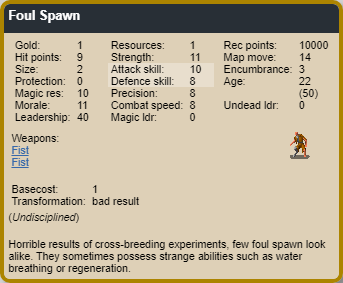 Foul Spawn
Gold: 1 Resources: 1 Rec points: 10000
Hit points: 9 Strength: 11 Map move: 14
Size: 2 Attack skill: 10 Encumbrance: 3
Protection: 0 Defence skill: 8 Age: 22
Magic res: 10 Precision: 8 (50)
Morale: 11 Combat speed: 8 Undead ldr: 0
Leadership: 40 Magic ldr: 0
Weapons:
Fist
Fist
Basecost: 1
Transformation: bad result
(Undisciplined)
Horrible results of cross-breeding experiments, few foul spawn look
alike. They sometimes possess strange abilities such as water
breathing or regeneration.